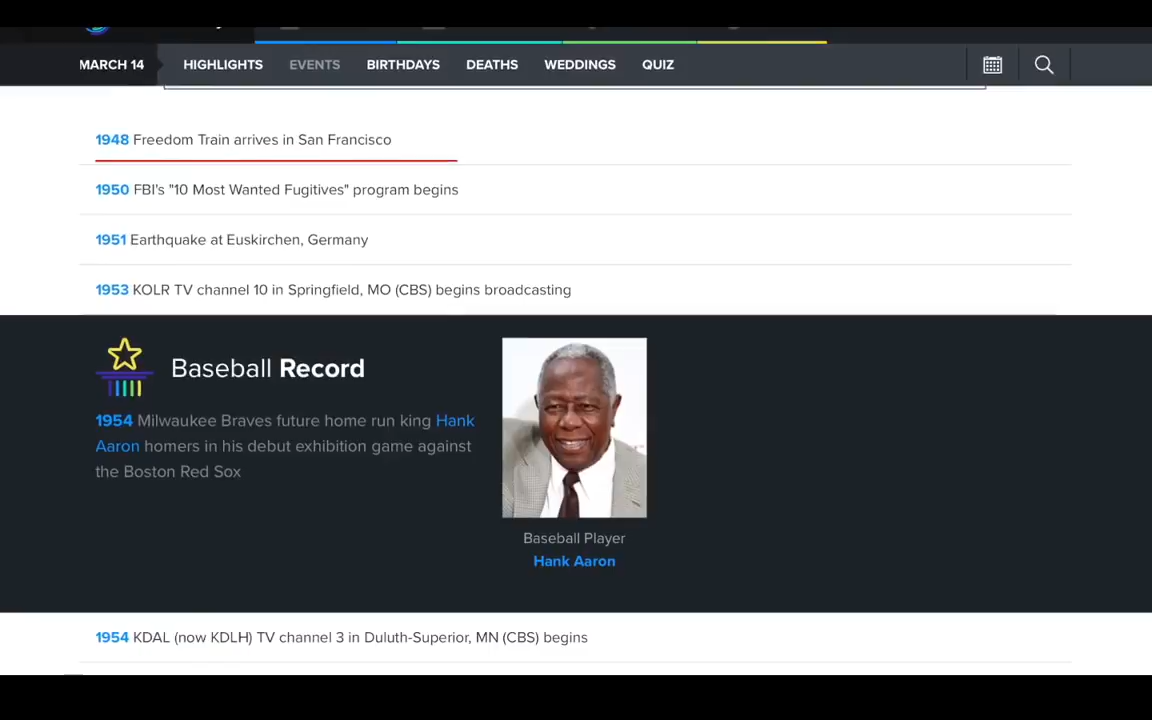 MARCH 14
HIGHLIGHTS
EVENTS
BIRTHDAYS
DEATHS
WEDDINGS
QUIZ
1948 Freedom Train arrives in San Francisco
1950 FBI's "10 Most Wanted Fugitives" program begins
1951 Earthquake at Euskirchen, Germany
1953 KOLR TV channel 10 in Springfield, MO (CBS) begins broadcasting
Baseball Record
1954 Milwaukee Braves future home run king Hank
Aaron homers in his debut exhibition game against
the Boston Red Sox
Baseball Player
Hank Aaron
1954 KDAL (now KDLH) TV channel 3 in Duluth-Superior, MN (CBS) begins